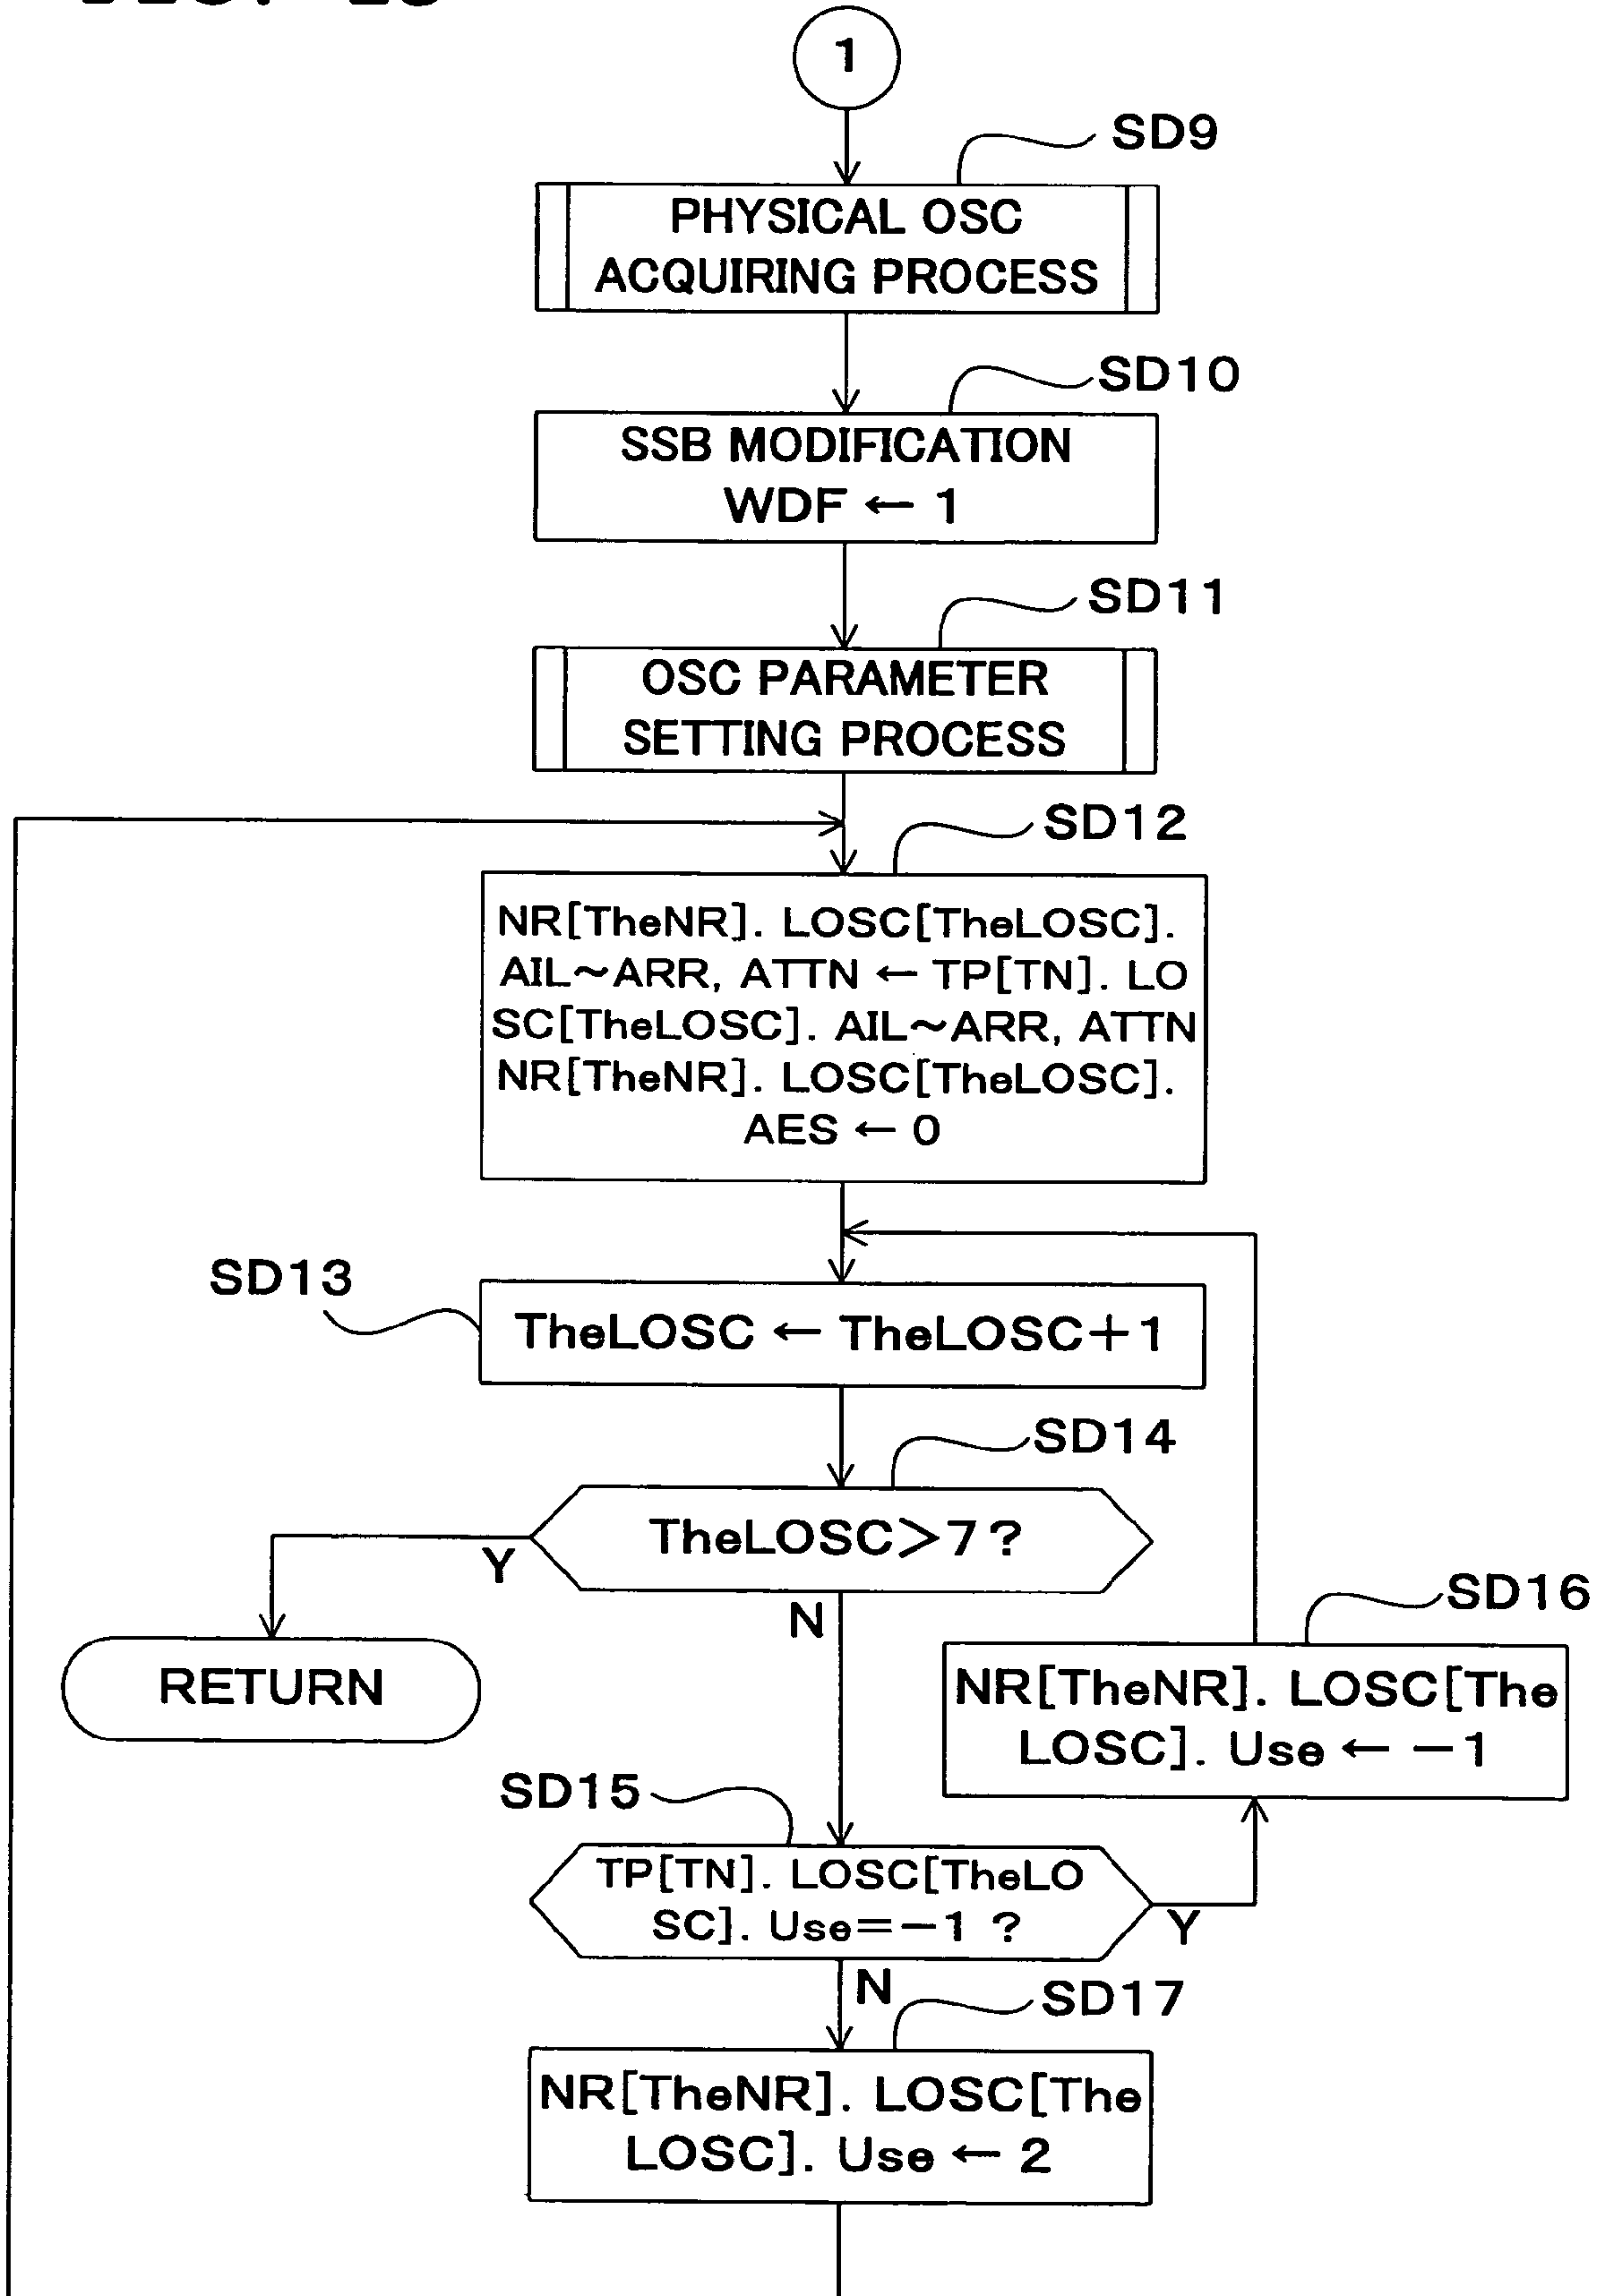 1
SD9
PHYSICAL OSC
ACQUIRING PROCESS
SD10
SSB MODIFICATION
WDF ← 1
SD11
OSC PARAMETER
SETTING PROCESS
SD12
NR[TheNR]. LOSC[TheLOSC].
AIL~ARR, ATTN ← TP[TN]. LO
SC[TheLOSC]. AIL~ARR, ATTN
NR[TheNR]. LOSC[TheLOSC].
AES ← 0
SD13
TheLOSC ← TheLOSC+1
SD14
TheLOSC>7?
Y
N
RETURN
SD16
NR[TheNR]. LOSC[The
LOSC]. Use ← −1
SD15
TP[TN]. LOSC[TheLO
SC]. Use=−1 ?
Y
N
SD17
NR[TheNR]. LOSC[The
LOSC]. Use ← 2